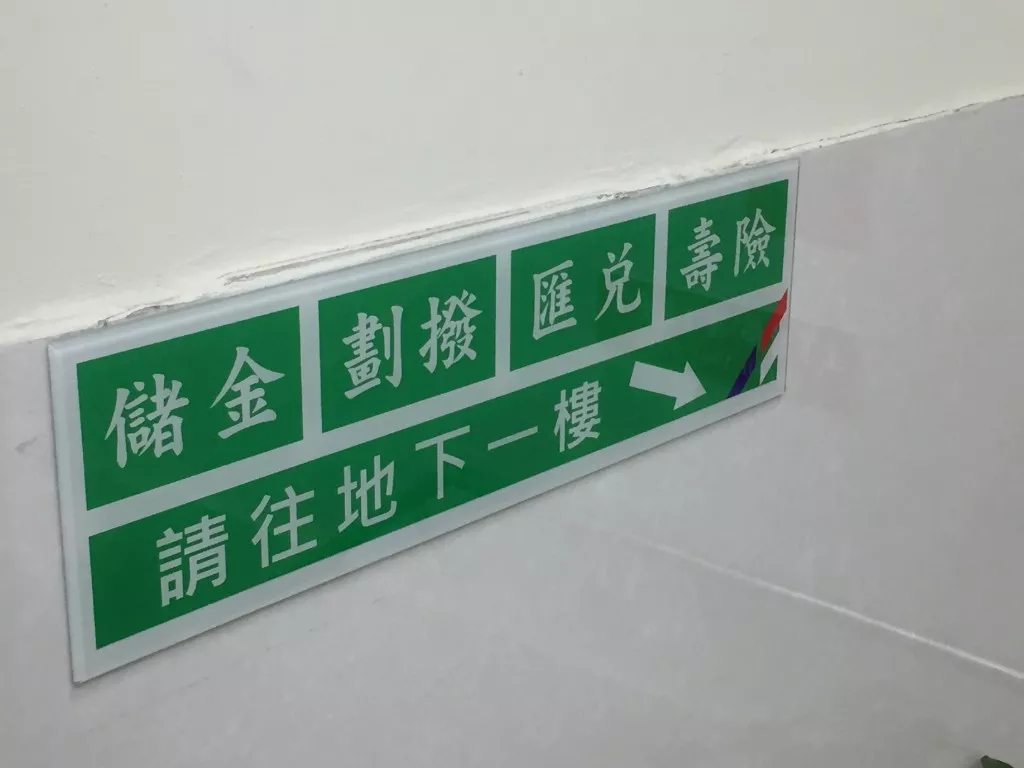 儲金 劃撥 匯兌 壽險
請往地下一樓